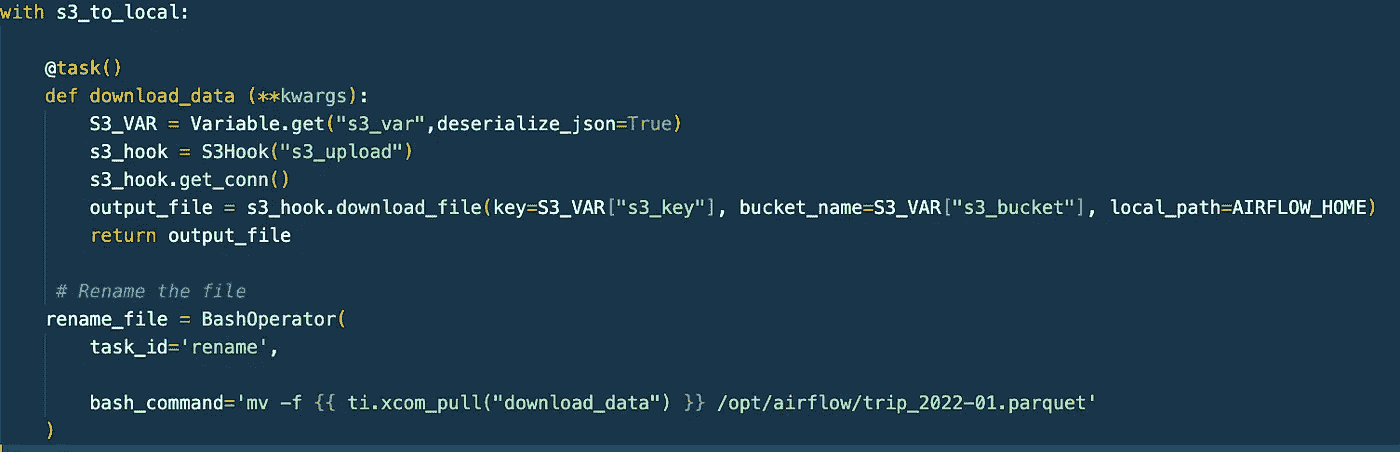 with s3_to_local:
@task()
def download_data (**kwargs):
S3_VAR = Variable.get("s3_var",deserialize_json=True)
s3_hook = S3Hook("s3_upload")
s3_hook.get_conn()
output_file = s3_hook.download_file(key=S3_VAR["s3_key"], bucket_name=S3_VAR["s3_bucket"], local_path=AIRFLOW_HOME)
return output_file
# Rename the file
rename_file = BashOperator(
task_id='rename',
bash_command='mv -f {{ ti.xcom_pull("download_data") }} /opt/airflow/trip_2022-01.parquet'
)